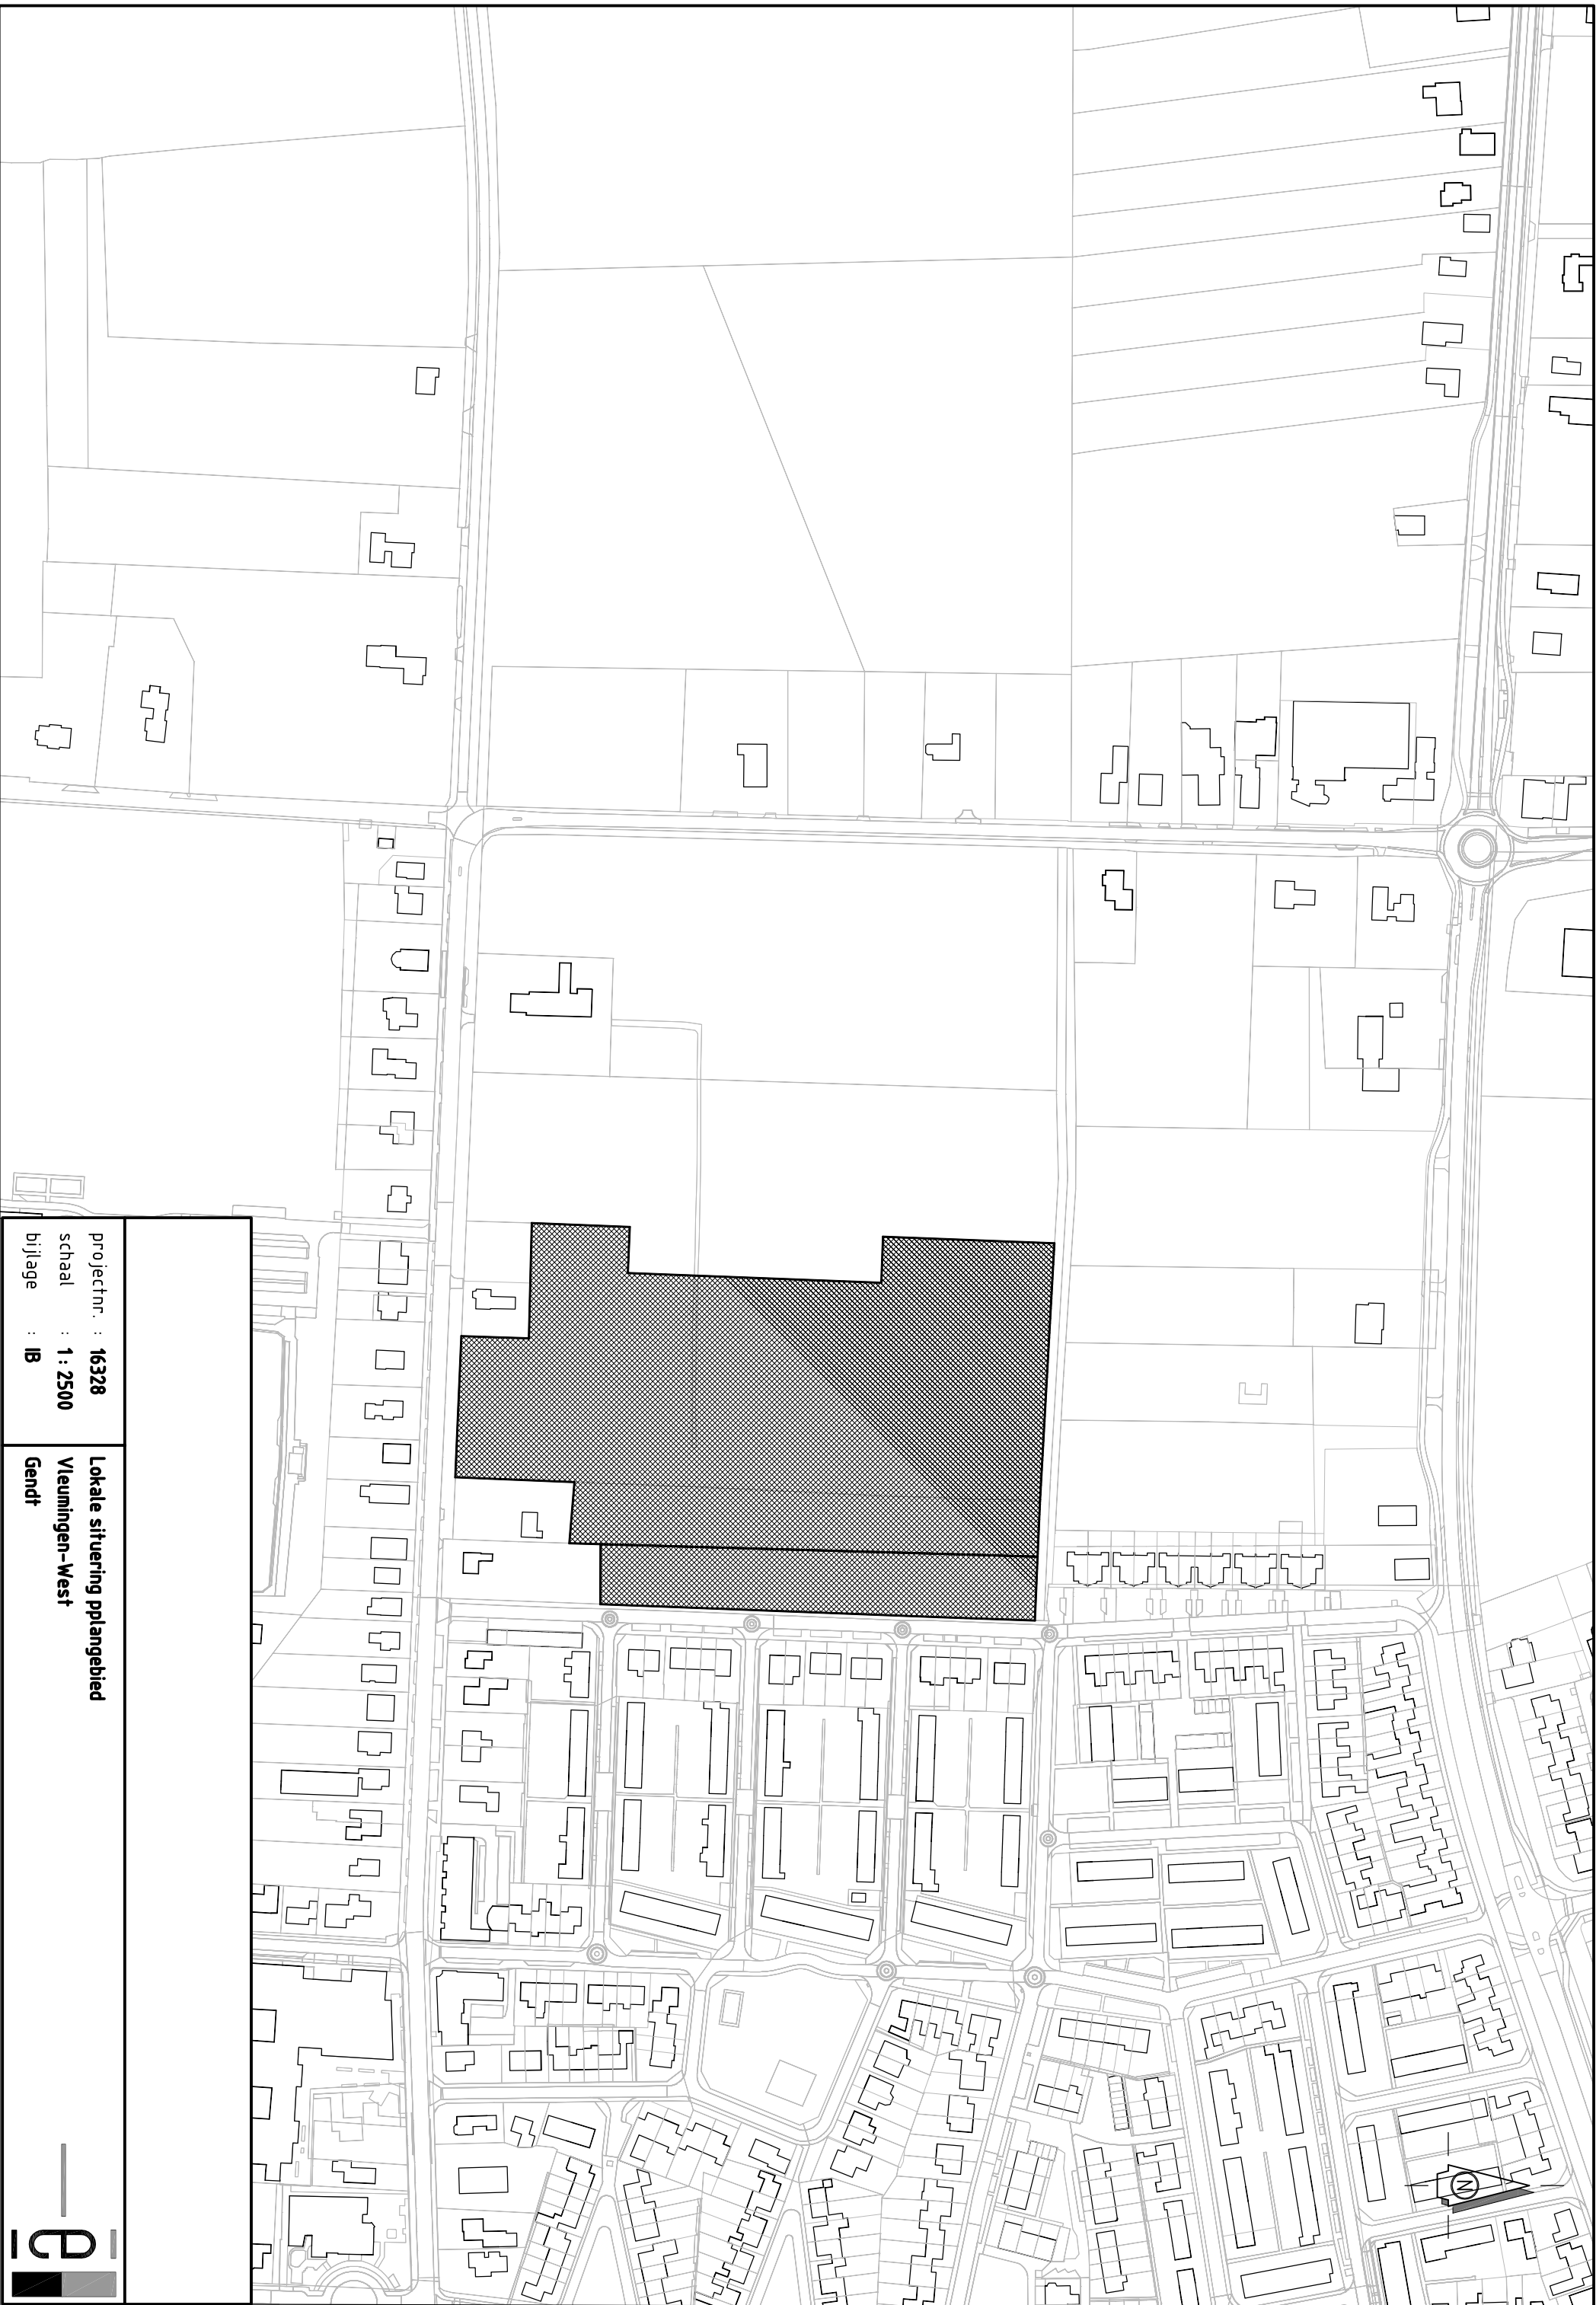 projectnr. : 16328
schaal : 1 : 2500
bijlage : IB
Lokale situering pplangebied
Vleumingen-West
Gendt
N